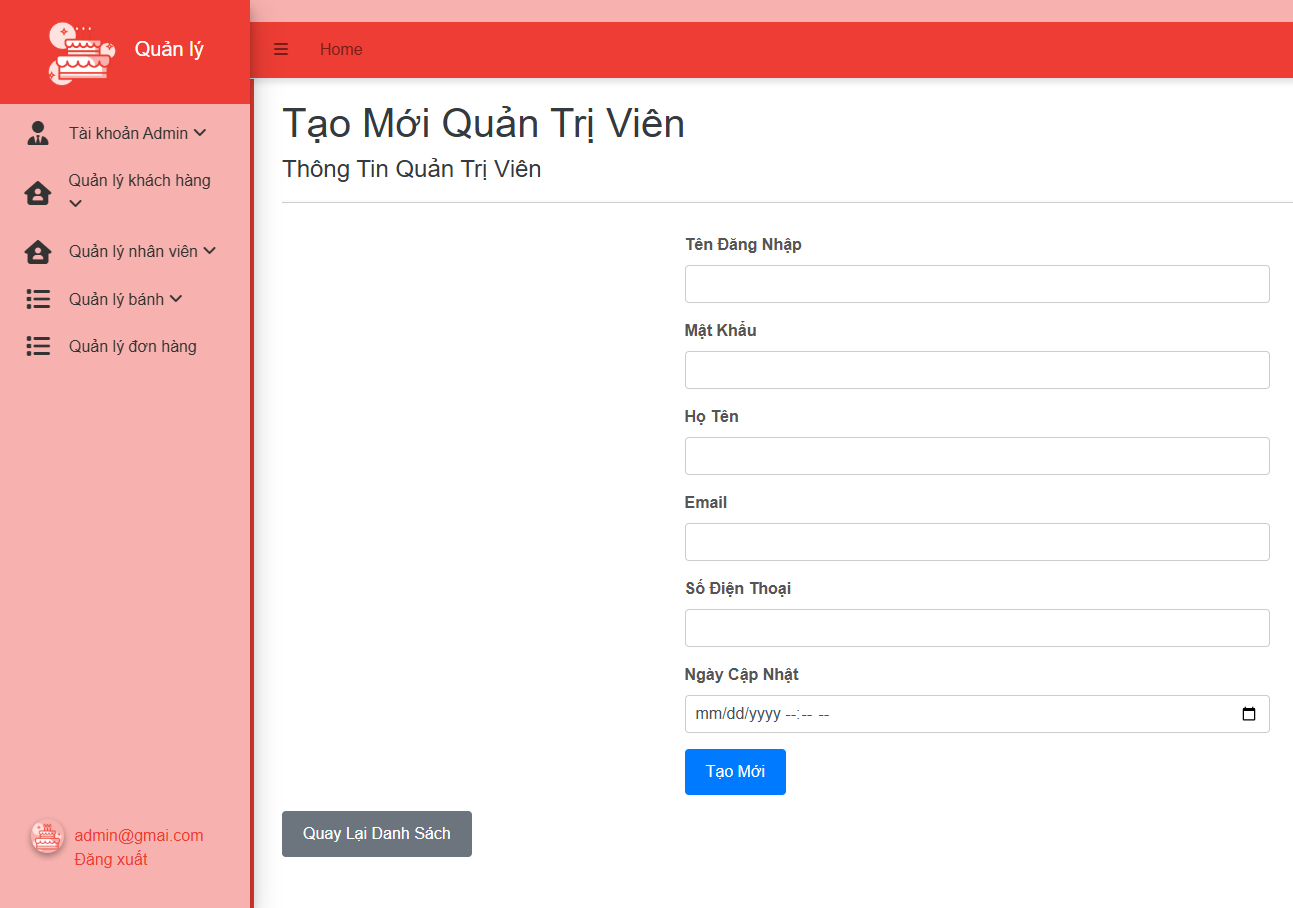 Quản lý
Home
Tài khoản Admin
Quản lý khách hàng
Quản lý nhân viên
Quản lý bánh
Quản lý đơn hàng
admin@gmai.com
Đăng xuất
Tạo Mới Quản Trị Viên
Thông Tin Quản Trị Viên
Tên Đăng Nhập
Mật Khẩu
Họ Tên
Email
Số Điện Thoại
Ngày Cập Nhật
mm/dd/yyyy --:-- --
Tạo Mới
Quay Lại Danh Sách